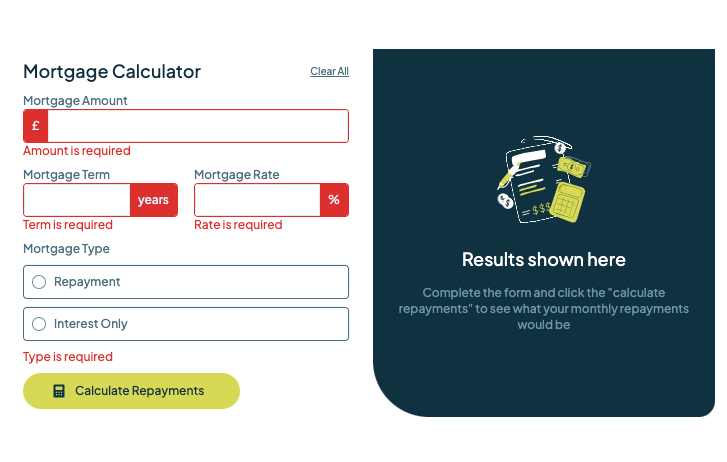 Mortgage Calculator
Clear All
Mortgage Amount
£
Amount is required
Mortgage Term
Mortgage Rate
years
%
Term is required
Rate is required
Mortgage Type
Repayment
Interest Only
Type is required
Calculate Repayments
$
$
$ $
$$$
Results shown here
Complete the form and click the "calculate
repayments" to see what your monthly repayments
would be